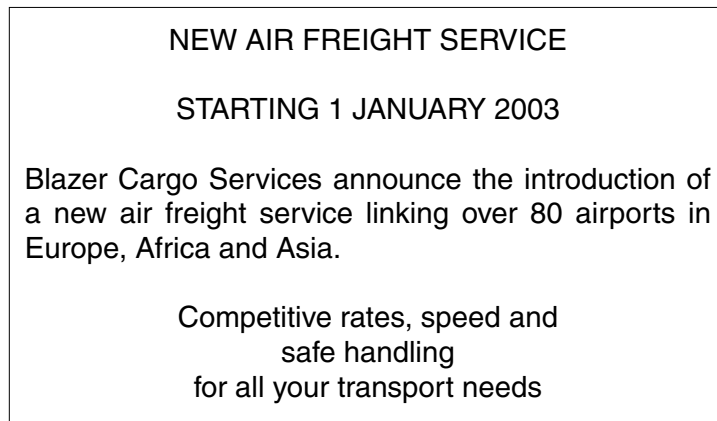 NEW AIR FREIGHT SERVICE
STARTING 1 JANUARY 2003
Blazer Cargo Services announce the introduction of
a new air freight service linking over 80 airports in
Europe, Africa and Asia.
Competitive rates, speed and
safe handling
for all your transport needs